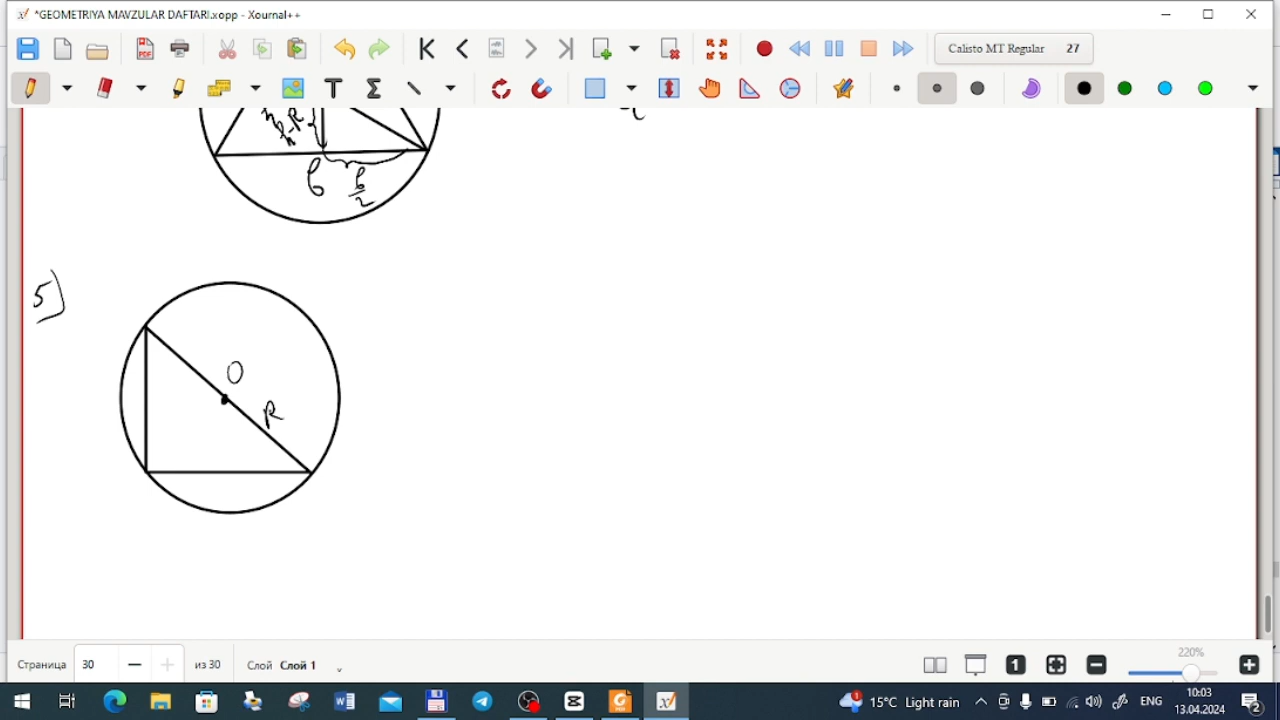 *GEOMETRIYA MAVZULAR DAFTARI.xopp - Xournal++
PDF
Calisto MT Regular 27
h-R
b
b/2
5)
O
R
Страница 30 из 30 Слой Слой 1
220%
15°C Light rain ENG 10:03
13.04.2024